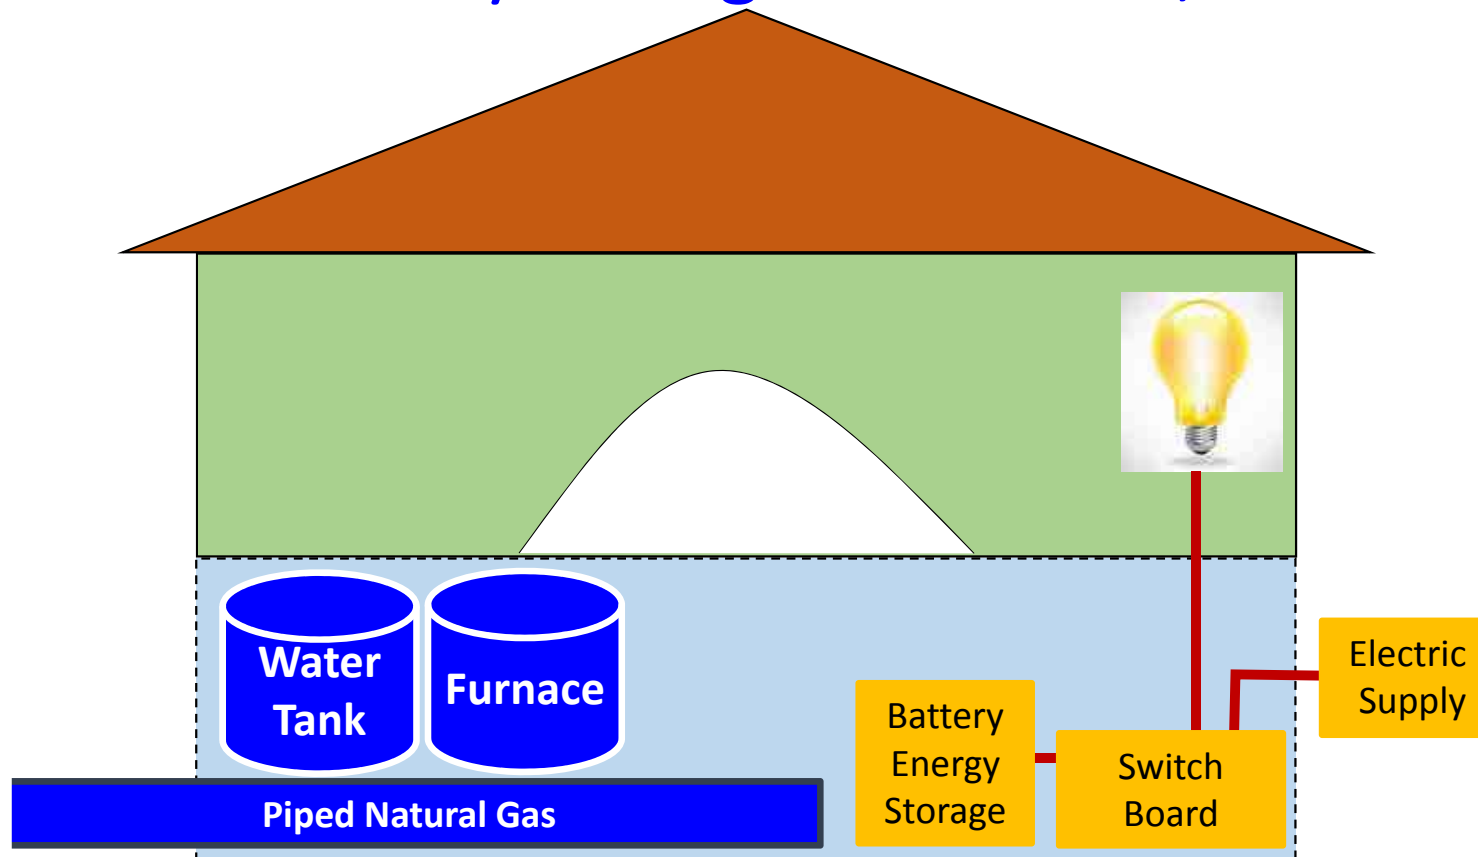 Water
Tank
Furnace
Piped Natural Gas
Battery
Energy
Storage
Switch
Board
Electric
Supply